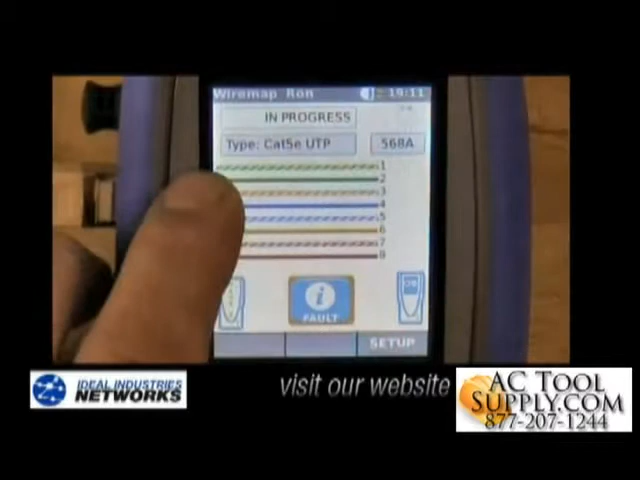 Wiremap Ron 19:11
IN PROGRESS
Type: Cat5e UTP 568A
1
2
3
4
5
6
7
8
i
FAULT
SETUP
IDEAL INDUSTRIES
NETWORKS
visit our website
AC TOOL
SUPPLY.COM
877-207-1244